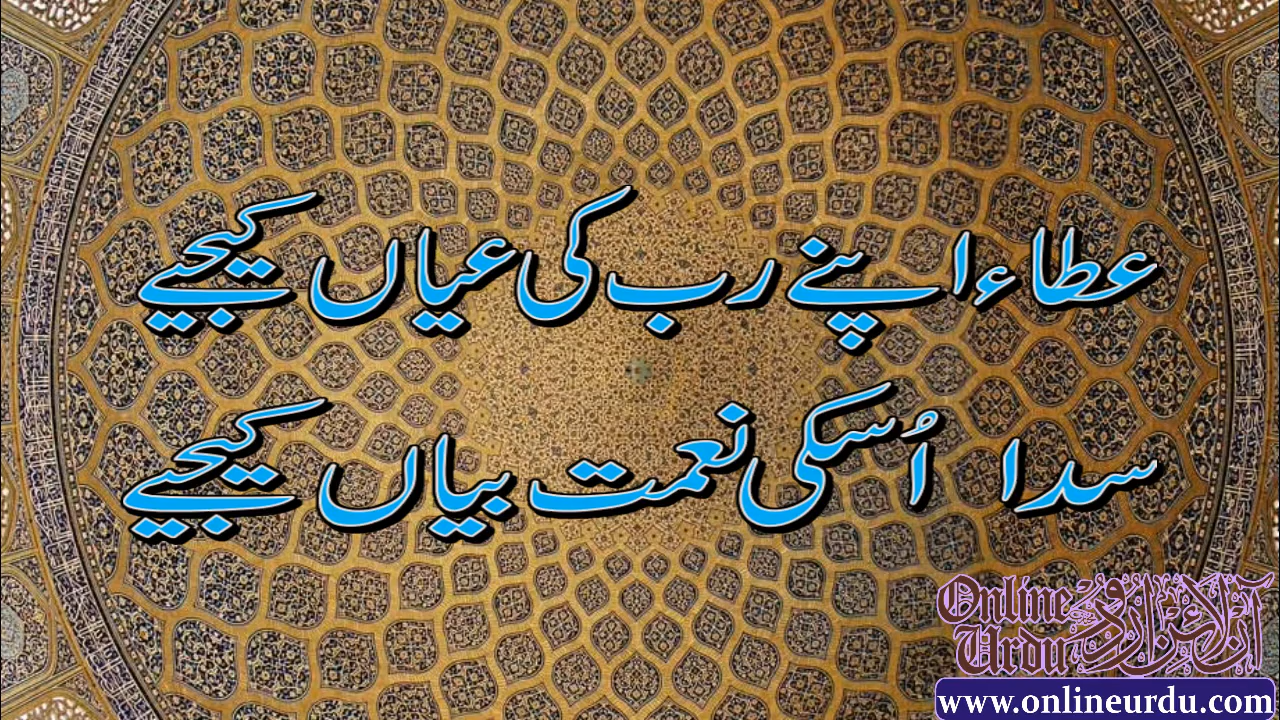 عطاء اپنے رب کی عیاں کیجیے
سدا اُسکی نعمت بیاں کیجیے
Online
Urdu
آن لائن اردو
www.onlineurdu.com